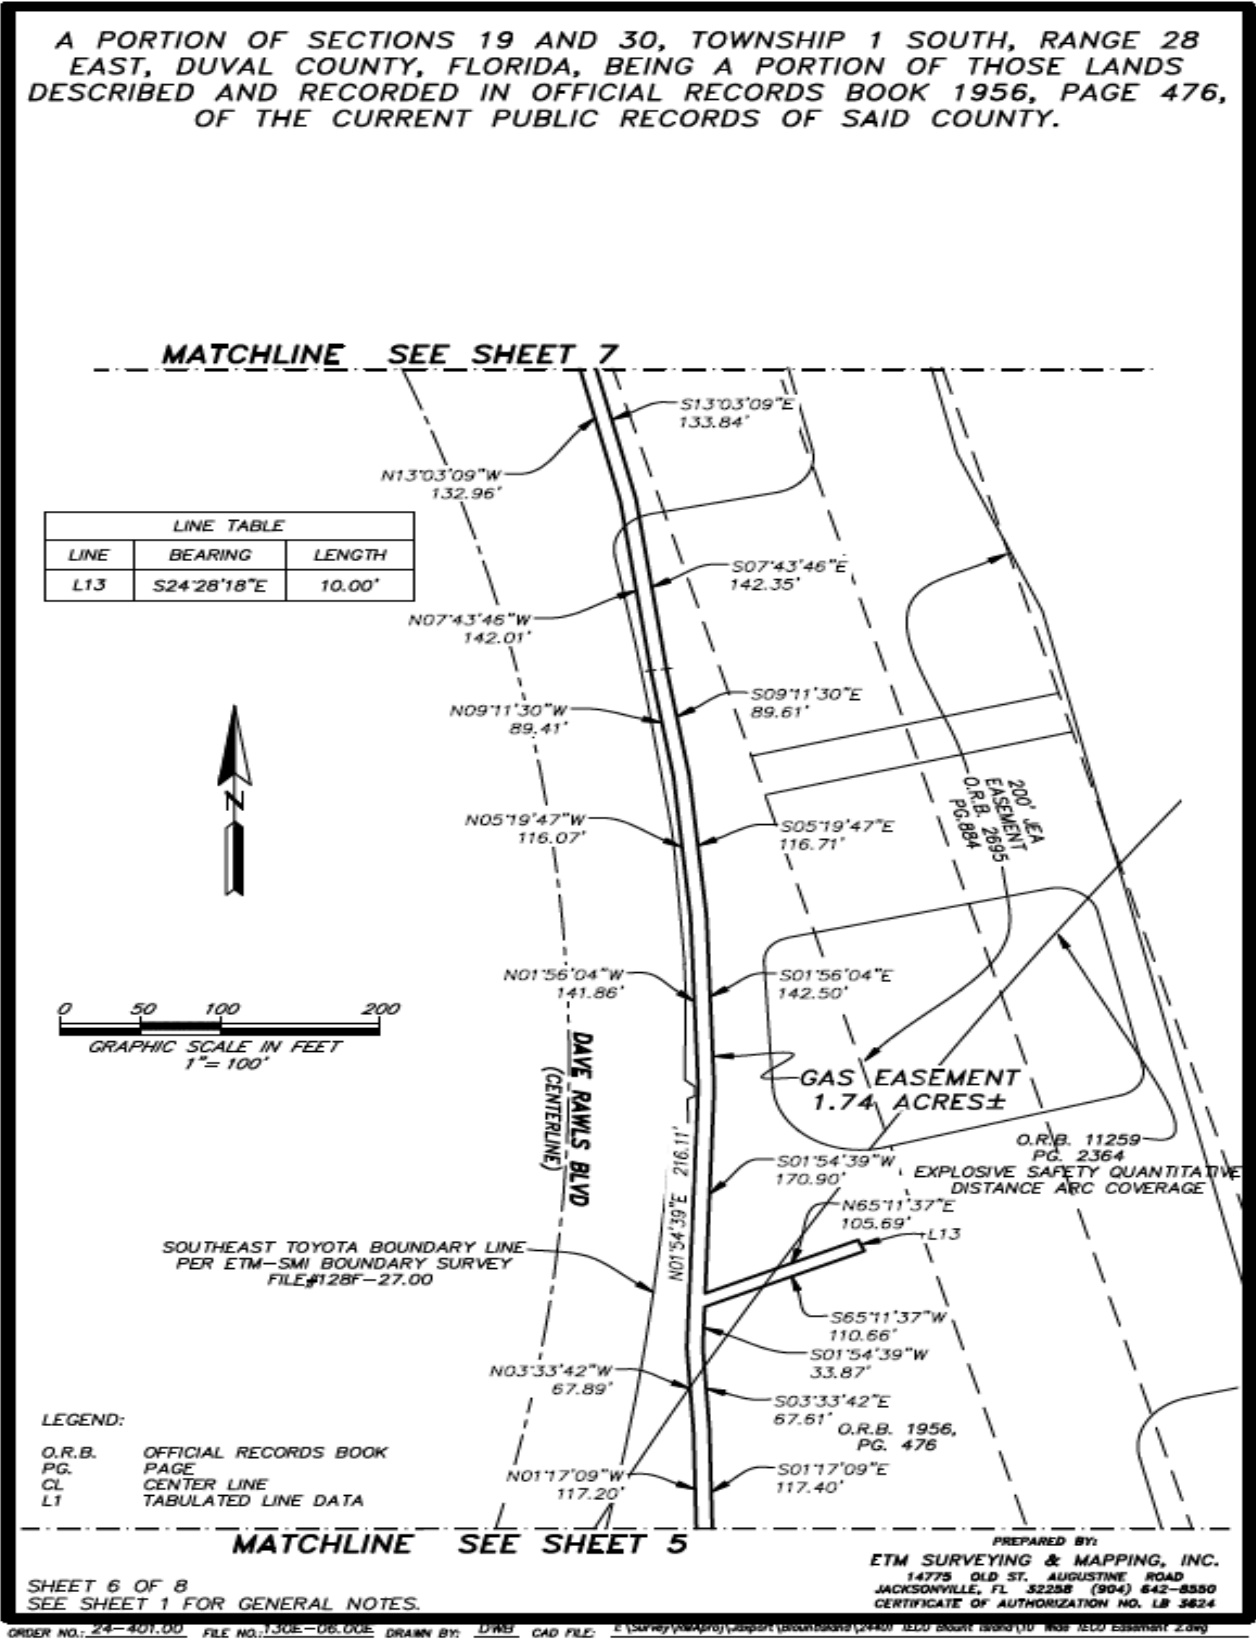 A PORTION OF SECTIONS 19 AND 30, TOWNSHIP 1 SOUTH, RANGE 28
EAST, DUVAL COUNTY, FLORIDA, BEING A PORTION OF THOSE LANDS
DESCRIBED AND RECORDED IN OFFICIAL RECORDS BOOK 1956, PAGE 476,
OF THE CURRENT PUBLIC RECORDS OF SAID COUNTY.
MATCHLINE SEE SHEET 7
S13°03'09"E
133.84'
N13°03'09"W
132.96'
LINE TABLE
LINE BEARING LENGTH
L13 S24°28'18"E 10.00'
S07°43'46"E
142.35'
N07°43'46"W
142.01'
S09°11'30"E
89.61'
N09°11'30"W
89.41'
N
200' JEA
EASEMENT
O.R.B. 2695
PG.884
N05°19'47"W
116.07'
S05°19'47"E
116.71'
N01°56'04"W
141.86'
S01°56'04"E
142.50'
0 50 100 200
GRAPHIC SCALE IN FEET
1"=100'
DAVE RAWLS BLVD
(CENTERLINE)
GAS EASEMENT
1.74 ACRES±
N01°54'39"E 216.11'
O.R.B. 11259
PG. 2364
EXPLOSIVE SAFETY QUANTITATIVE
DISTANCE ARC COVERAGE
S01°54'39"W
170.90'
N65°11'37"E
105.69'
L13
SOUTHEAST TOYOTA BOUNDARY LINE
PER ETM-SMI BOUNDARY SURVEY
FILE#128F-27.00
S65°11'37"W
110.66'
S01°54'39"W
33.87'
N03°33'42"W
67.89'
S03°33'42"E
67.61'
O.R.B. 1956,
PG. 476
LEGEND:
O.R.B. OFFICIAL RECORDS BOOK
PG. PAGE
CL CENTER LINE
L1 TABULATED LINE DATA
N01°17'09"W
117.20'
S01°17'09"E
117.40'
MATCHLINE SEE SHEET 5
PREPARED BY:
ETM SURVEYING & MAPPING, INC.
14775 OLD ST. AUGUSTINE ROAD
JACKSONVILLE, FL 32258 (904) 642-8550
CERTIFICATE OF AUTHORIZATION NO. LB 3624
SHEET 6 OF 8
SEE SHEET 1 FOR GENERAL NOTES.
ORDER NO.: 24-401.00 FILE NO.: 130E-06.00E DRAWN BY: DWB CAD FILE: